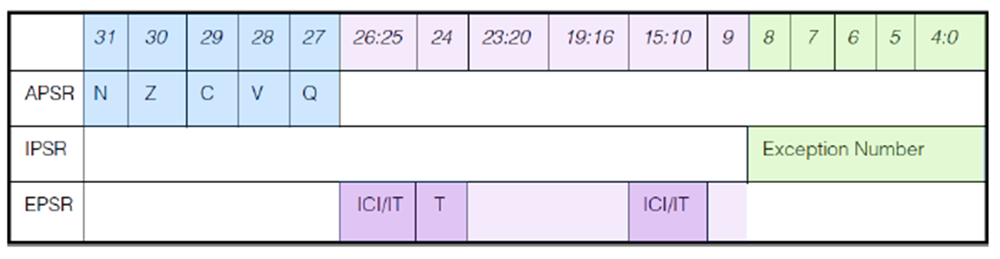 31 30 29 28 27 26:25 24 23:20 19:16 15:10 9 8 7 6 5 4:0
APSR N Z C V Q
IPSR Exception Number
EPSR ICI/IT T ICI/IT